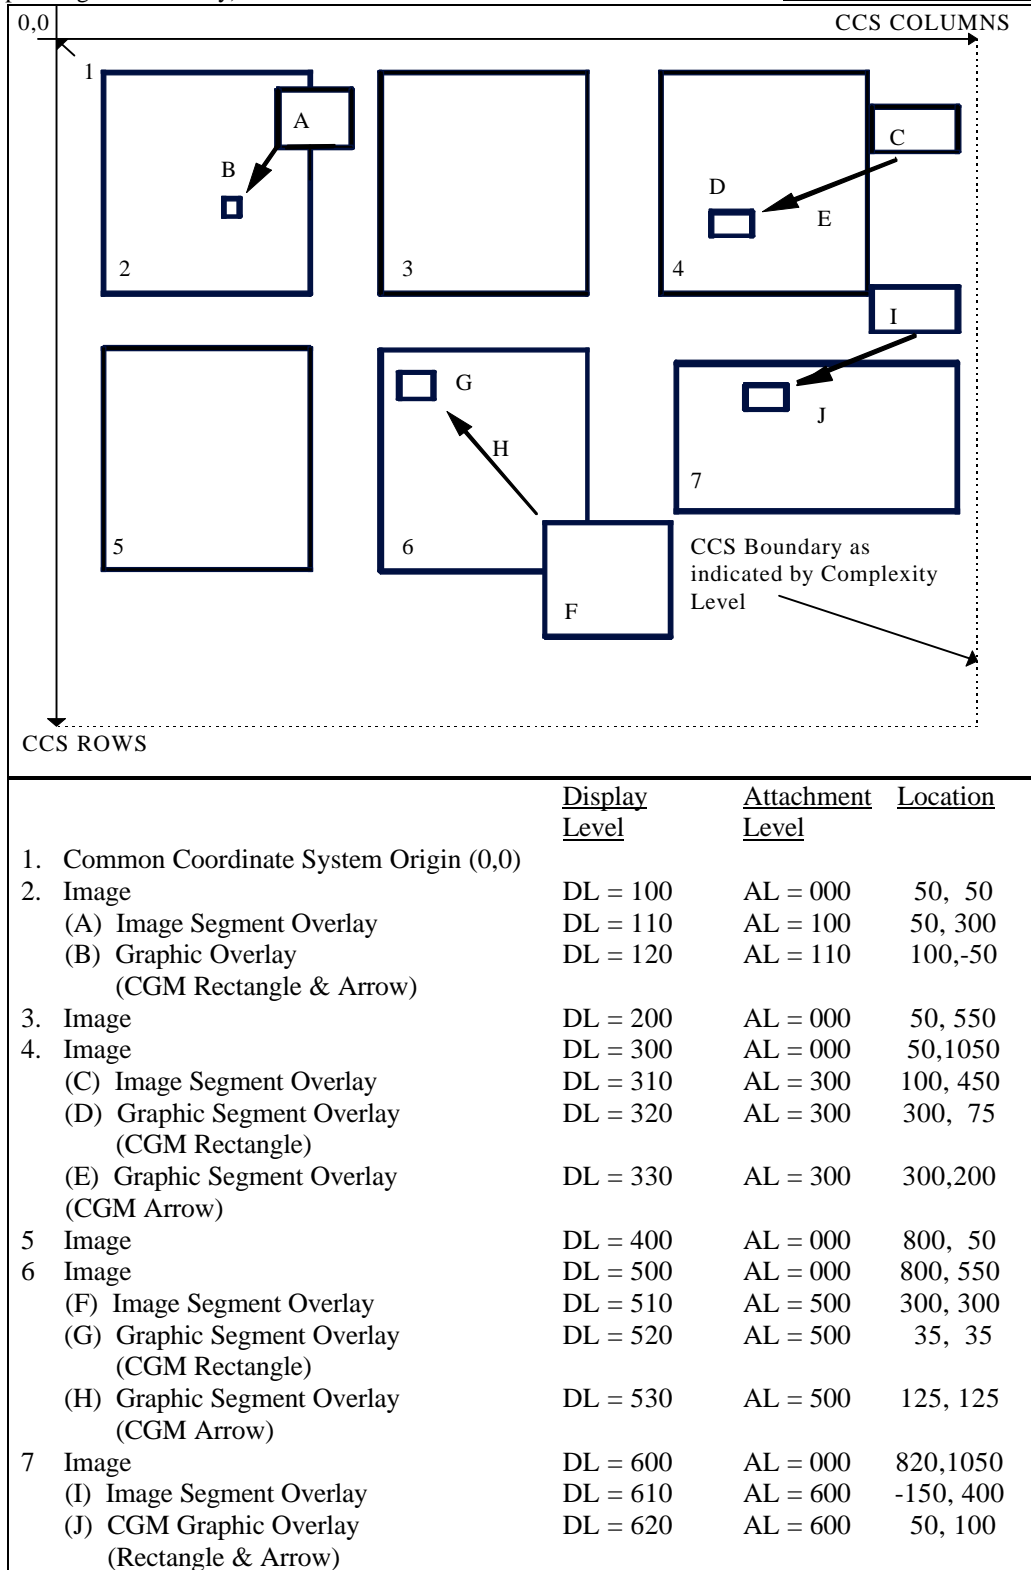 0,0 CCS COLUMNS
1
A
B
C
D
E
2
3
4
I
G
J
H
7
5
6
CCS Boundary as
indicated by Complexity
Level
F
CCS ROWS
Display Attachment Location
Level Level
1. Common Coordinate System Origin (0,0)
2. Image DL = 100 AL = 000 50, 50
(A) Image Segment Overlay DL = 110 AL = 100 50, 300
(B) Graphic Overlay DL = 120 AL = 110 100,-50
(CGM Rectangle & Arrow)
3. Image DL = 200 AL = 000 50, 550
4. Image DL = 300 AL = 000 50,1050
(C) Image Segment Overlay DL = 310 AL = 300 100, 450
(D) Graphic Segment Overlay DL = 320 AL = 300 300, 75
(CGM Rectangle)
(E) Graphic Segment Overlay DL = 330 AL = 300 300,200
(CGM Arrow)
5 Image DL = 400 AL = 000 800, 50
6 Image DL = 500 AL = 000 800, 550
(F) Image Segment Overlay DL = 510 AL = 500 300, 300
(G) Graphic Segment Overlay DL = 520 AL = 500 35, 35
(CGM Rectangle)
(H) Graphic Segment Overlay DL = 530 AL = 500 125, 125
(CGM Arrow)
7 Image DL = 600 AL = 000 820,1050
(I) Image Segment Overlay DL = 610 AL = 600 -150, 400
(J) CGM Graphic Overlay DL = 620 AL = 600 50, 100
(Rectangle & Arrow)